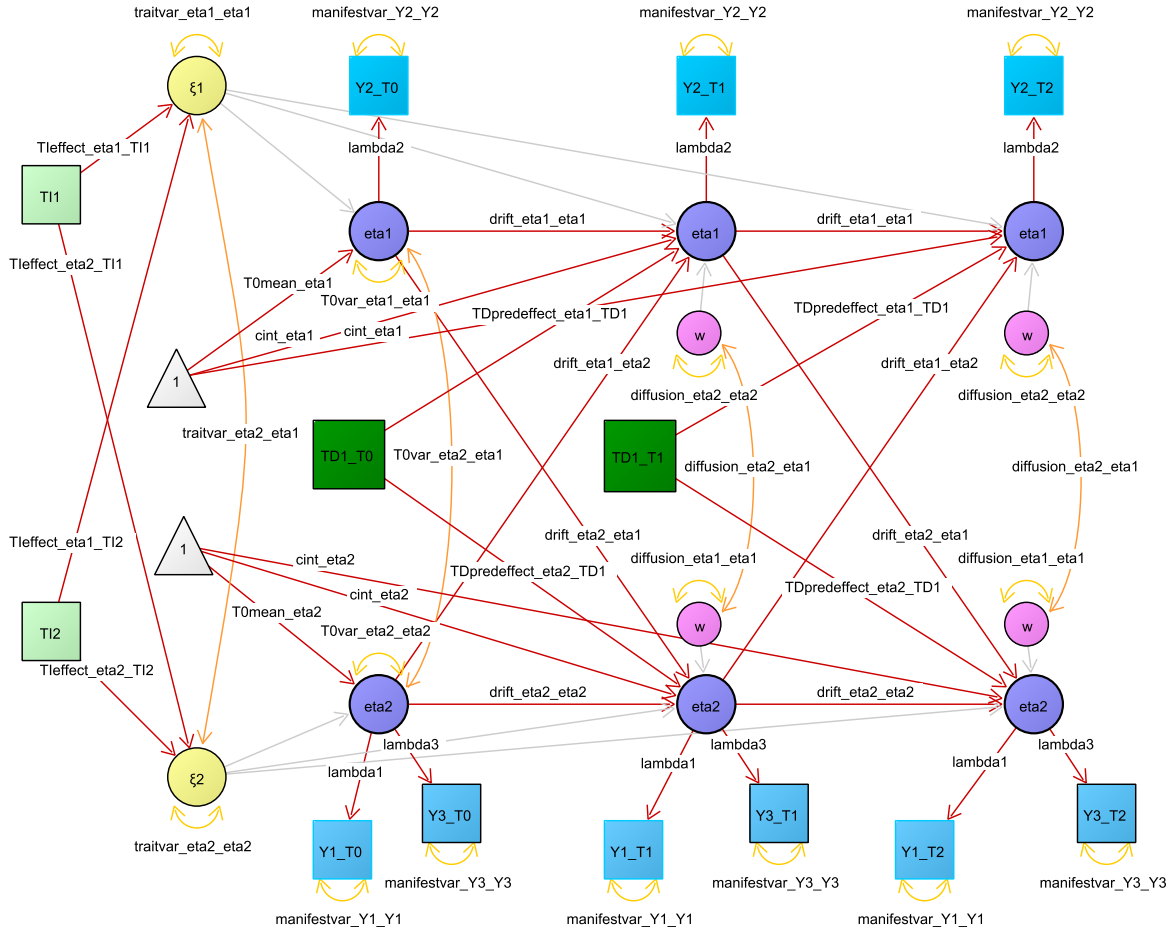 traitvar_eta1_eta1
manifestvar_Y2_Y2
manifestvar_Y2_Y2
manifestvar_Y2_Y2
ξ1
Y2_T0
Y2_T1
Y2_T2
TIeffect_eta1_TI1
lambda2
lambda2
lambda2
TI1
drift_eta1_eta1
drift_eta1_eta1
eta1
eta1
eta1
TIeffect_eta2_TI1
T0mean_eta1
T0var_eta1_eta1
TDpredeffect_eta1_TD1
TDpredeffect_eta1_TD1
cint_eta1
cint_eta1
w
w
drift_eta1_eta2
drift_eta1_eta2
1
diffusion_eta2_eta2
diffusion_eta2_eta2
traitvar_eta2_eta1
TD1_T0
T0var_eta2_eta1
TD1_T1
diffusion_eta2_eta1
diffusion_eta2_eta1
drift_eta2_eta1
drift_eta2_eta1
TIeffect_eta1_TI2
1
cint_eta2
diffusion_eta1_eta1
diffusion_eta1_eta1
TDpredeffect_eta2_TD1
TDpredeffect_eta2_TD1
cint_eta2
T0mean_eta2
T0var_eta2_eta2
w
w
TI2
TIeffect_eta2_TI2
drift_eta2_eta2
drift_eta2_eta2
eta2
eta2
eta2
lambda3
lambda3
lambda3
lambda1
lambda1
lambda1
ξ2
Y3_T0
Y3_T1
Y3_T2
traitvar_eta2_eta2
Y1_T0
Y1_T1
Y1_T2
manifestvar_Y3_Y3
manifestvar_Y3_Y3
manifestvar_Y3_Y3
manifestvar_Y1_Y1
manifestvar_Y1_Y1
manifestvar_Y1_Y1